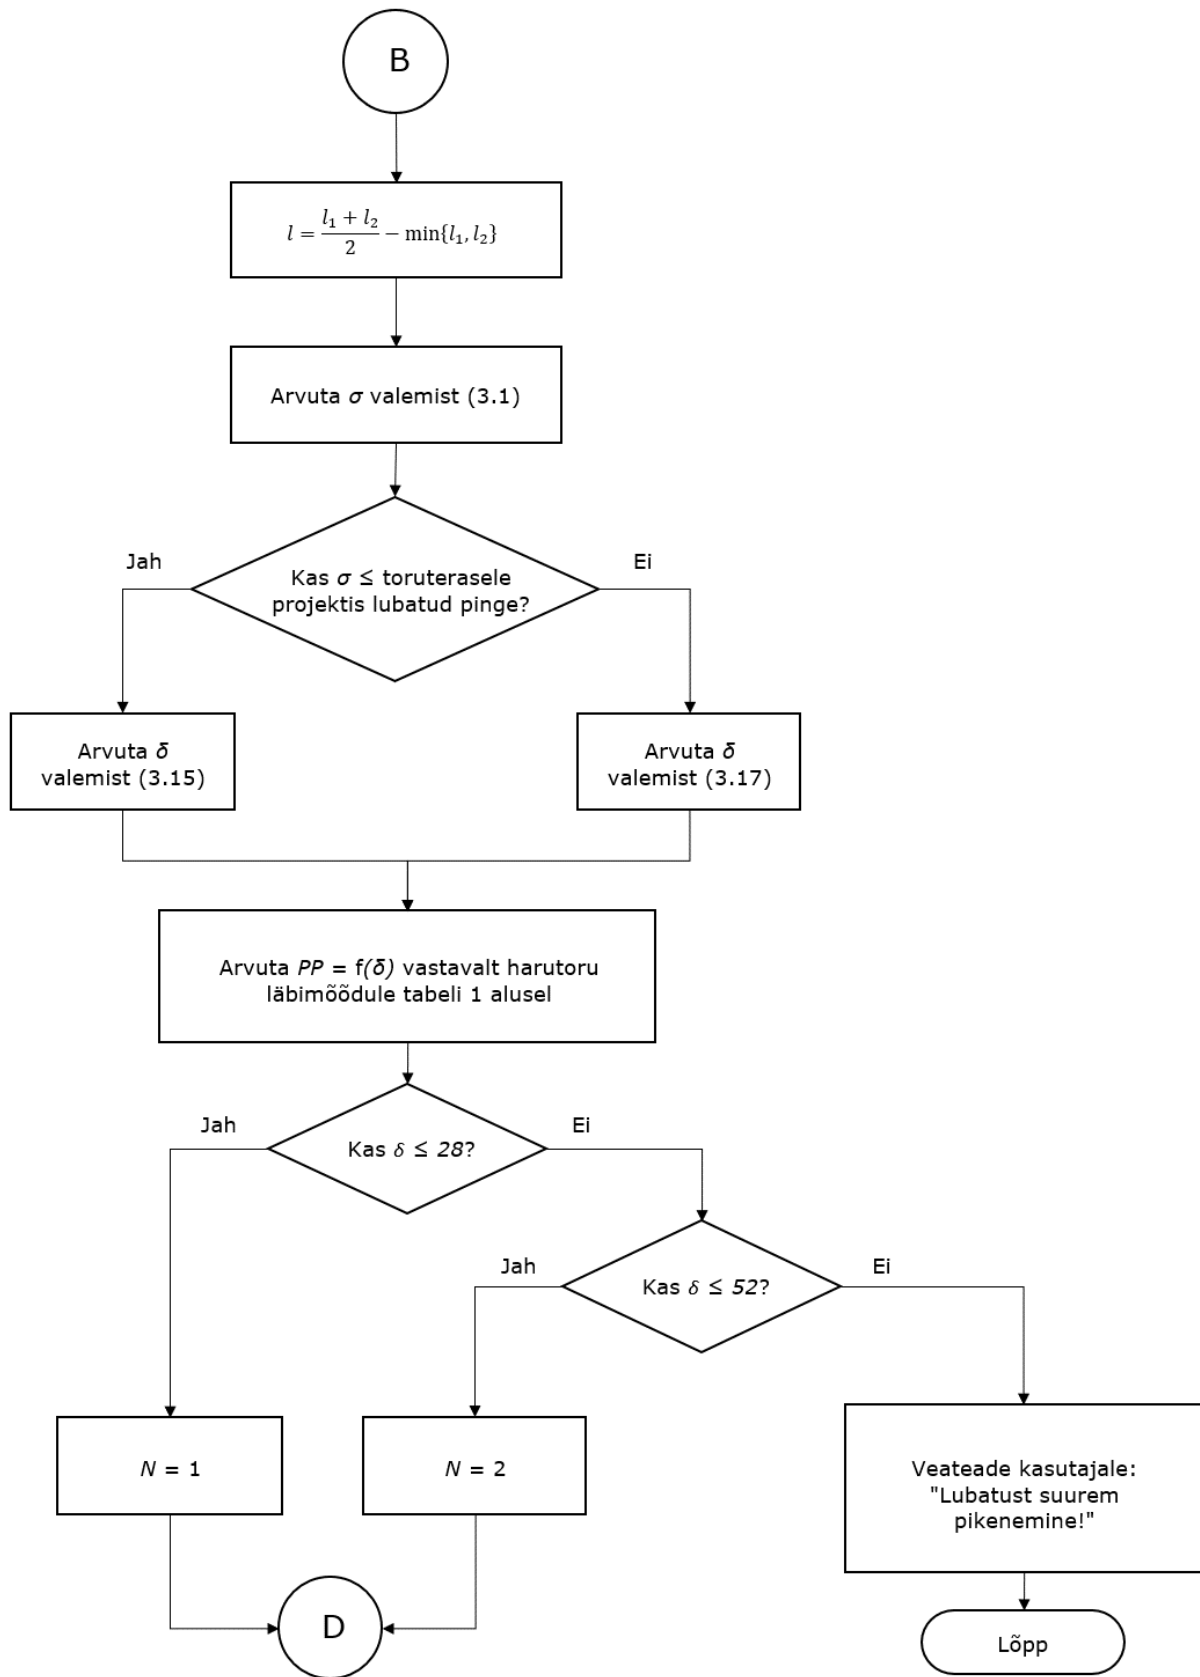 B
l = (l₁ + l₂)/2 − min{l₁, l₂}
Arvuta σ valemist (3.1)
Jah
Ei
Kas σ ≤ toruterasele
projektis lubatud pinge?
Arvuta δ
valemist (3.15)
Arvuta δ
valemist (3.17)
Arvuta PP = f(δ) vastavalt harutoru
läbimõõdule tabeli 1 alusel
Jah
Ei
Kas δ ≤ 28?
Jah
Ei
Kas δ ≤ 52?
N = 1
N = 2
Veateade kasutajale:
"Lubatust suurem
pikenemine!"
D
Lõpp